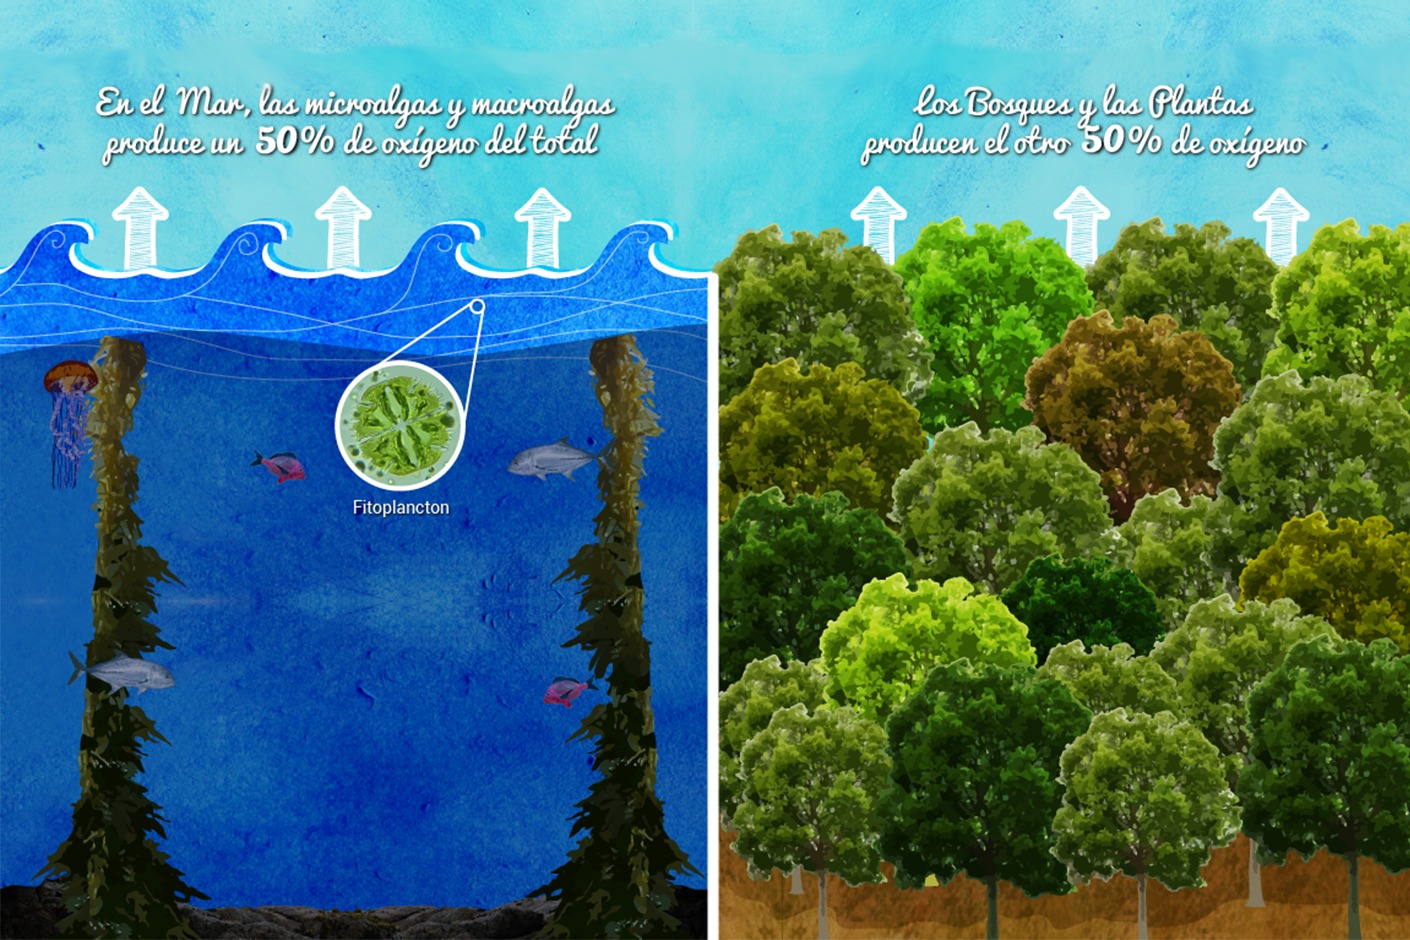 En el Mar, las microalgas y macroalgas
produce un 50% de oxígeno del total
Los Bosques y las Plantas
producen el otro 50% de oxígeno
Fitoplancton